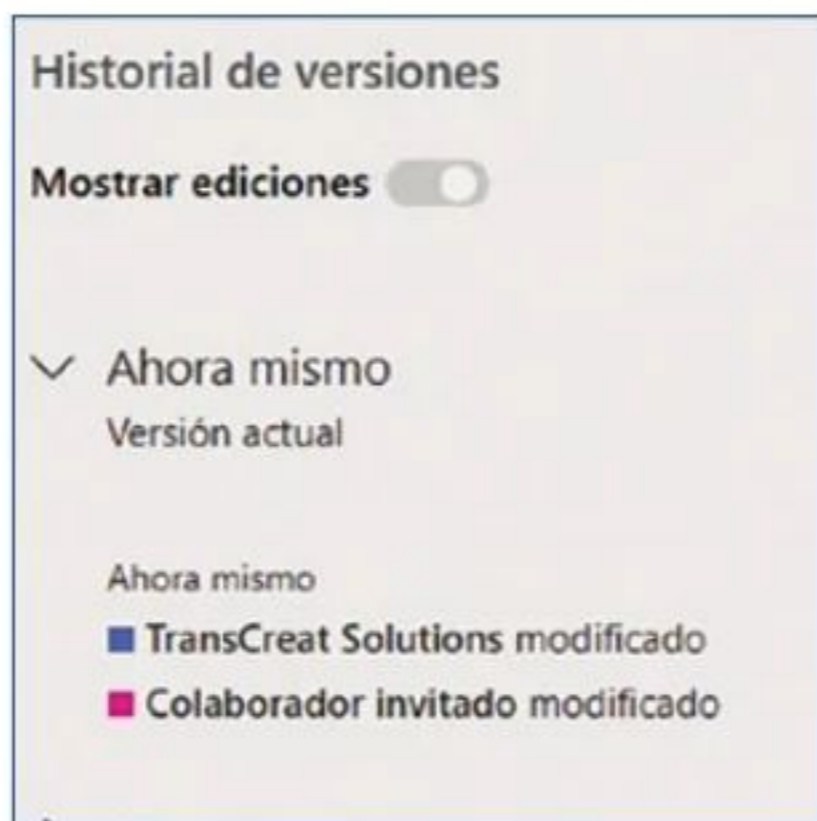 Historial de versiones
Mostrar ediciones
Ahora mismo
Versión actual
Ahora mismo
TransCreat Solutions modificado
Colaborador invitado modificado